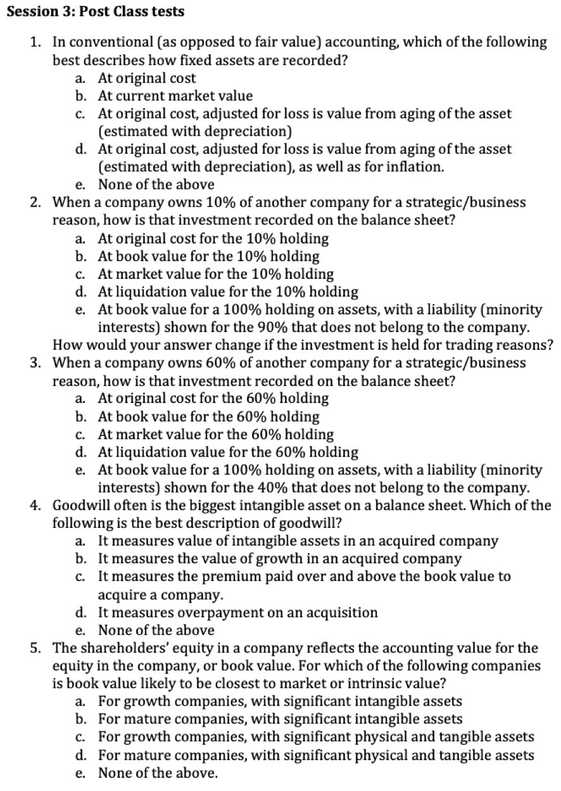 Session 3: Post Class tests
1. In conventional (as opposed to fair value) accounting, which of the following
best describes how fixed assets are recorded?
a. At original cost
b. At current market value
c. At original cost, adjusted for loss is value from aging of the asset
(estimated with depreciation)
d. At original cost, adjusted for loss is value from aging of the asset
(estimated with depreciation), as well as for inflation.
e. None of the above
2. When a company owns 10% of another company for a strategic/business
reason, how is that investment recorded on the balance sheet?
a. At original cost for the 10% holding
b. At book value for the 10% holding
c. At market value for the 10% holding
d. At liquidation value for the 10% holding
e. At book value for a 100% holding on assets, with a liability (minority
interests) shown for the 90% that does not belong to the company.
How would your answer change if the investment is held for trading reasons?
3. When a company owns 60% of another company for a strategic/business
reason, how is that investment recorded on the balance sheet?
a. At original cost for the 60% holding
b. At book value for the 60% holding
c. At market value for the 60% holding
d. At liquidation value for the 60% holding
e. At book value for a 100% holding on assets, with a liability (minority
interests) shown for the 40% that does not belong to the company.
4. Goodwill often is the biggest intangible asset on a balance sheet. Which of the
following is the best description of goodwill?
a. It measures value of intangible assets in an acquired company
b. It measures the value of growth in an acquired company
c. It measures the premium paid over and above the book value to
acquire a company.
d. It measures overpayment on an acquisition
e. None of the above
5. The shareholders' equity in a company reflects the accounting value for the
equity in the company, or book value. For which of the following companies
is book value likely to be closest to market or intrinsic value?
a. For growth companies, with significant intangible assets
b. For mature companies, with significant intangible assets
c. For growth companies, with significant physical and tangible assets
d. For mature companies, with significant physical and tangible assets
e. None of the above.